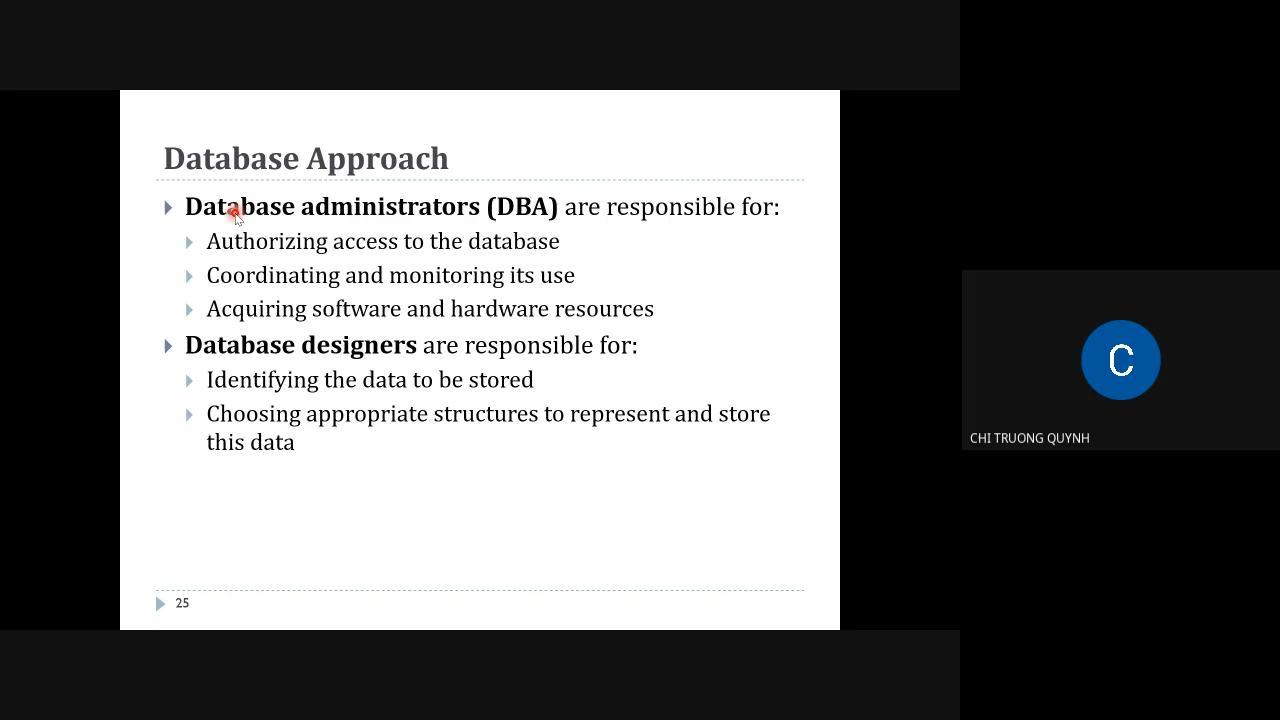 Database Approach
Database administrators (DBA) are responsible for:
Authorizing access to the database
Coordinating and monitoring its use
Acquiring software and hardware resources
Database designers are responsible for:
Identifying the data to be stored
Choosing appropriate structures to represent and store
this data
25
C
CHI TRUONG QUYNH